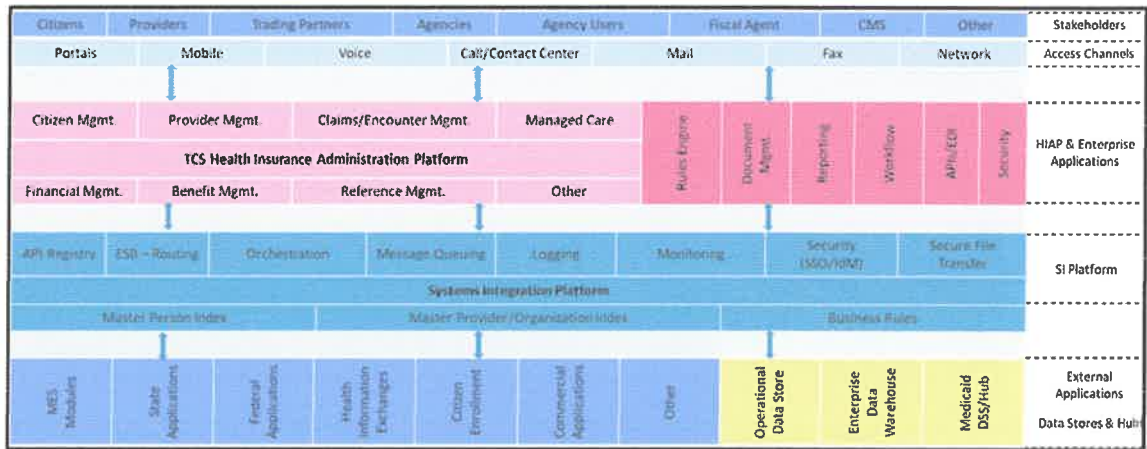 Citizens Providers Trading Partners Agencies Agency Users Fiscal Agent CMS Other Stakeholders
Portals Mobile Voice Call/Contact Center Mail Fax Network Access Channels
Citizen Mgmt. Provider Mgmt. Claims/Encounter Mgmt. Managed Care
TCS Health Insurance Administration Platform
Financial Mgmt. Benefit Mgmt. Reference Mgmt. Other
Rules Engine
Document
Mgmt.
Reporting
Workflow
APIs/EDI
Security
HIAP & Enterprise
Applications
API Registry ESB – Routing Orchestration Message Queuing Logging Monitoring
Security
(SSO/IdM)
Secure File
Transfer
Systems Integration Platform
SI Platform
Master Person Index Master Provider/Organization Index Business Rules
MES
Modules
State
Applications
Federal
Applications
Health
Information
Exchanges
Citizen
Enrollment
Commercial
Applications
Other
Operational
Data Store
Enterprise
Data
Warehouse
Medicaid
DSS/Hub
External
Applications
Data Stores & Hubs